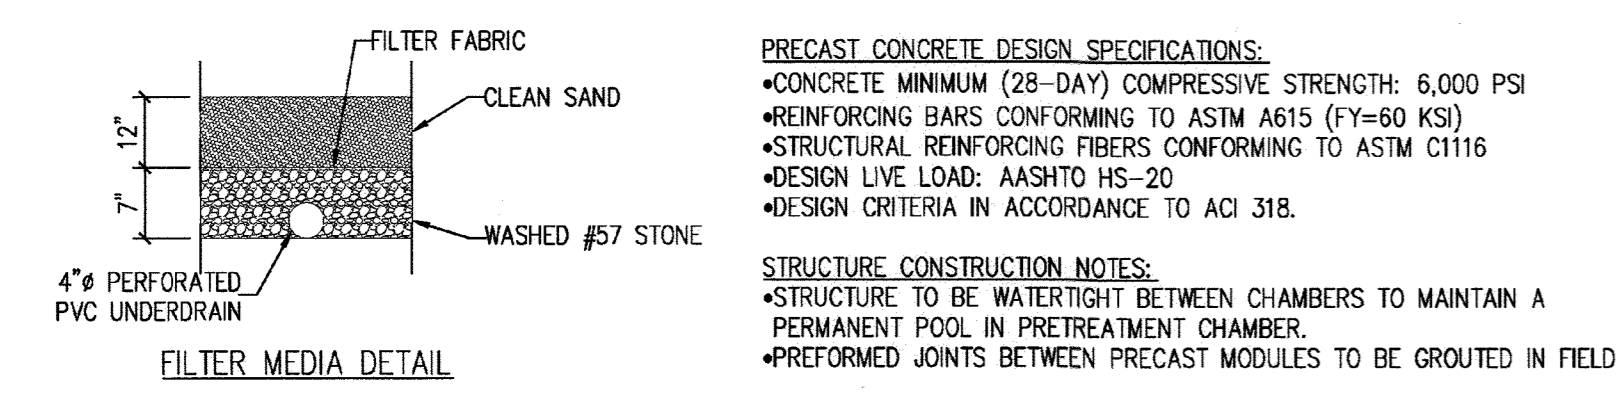 FILTER FABRIC
CLEAN SAND
12"
7"
WASHED #57 STONE
4"ø PERFORATED
PVC UNDERDRAIN
FILTER MEDIA DETAIL
PRECAST CONCRETE DESIGN SPECIFICATIONS:
•CONCRETE MINIMUM (28-DAY) COMPRESSIVE STRENGTH: 6,000 PSI
•REINFORCING BARS CONFORMING TO ASTM A615 (FY=60 KSI)
•STRUCTURAL REINFORCING FIBERS CONFORMING TO ASTM C1116
•DESIGN LIVE LOAD: AASHTO HS-20
•DESIGN CRITERIA IN ACCORDANCE TO ACI 318.
STRUCTURE CONSTRUCTION NOTES:
•STRUCTURE TO BE WATERTIGHT BETWEEN CHAMBERS TO MAINTAIN A
PERMANENT POOL IN PRETREATMENT CHAMBER.
•PREFORMED JOINTS BETWEEN PRECAST MODULES TO BE GROUTED IN FIELD